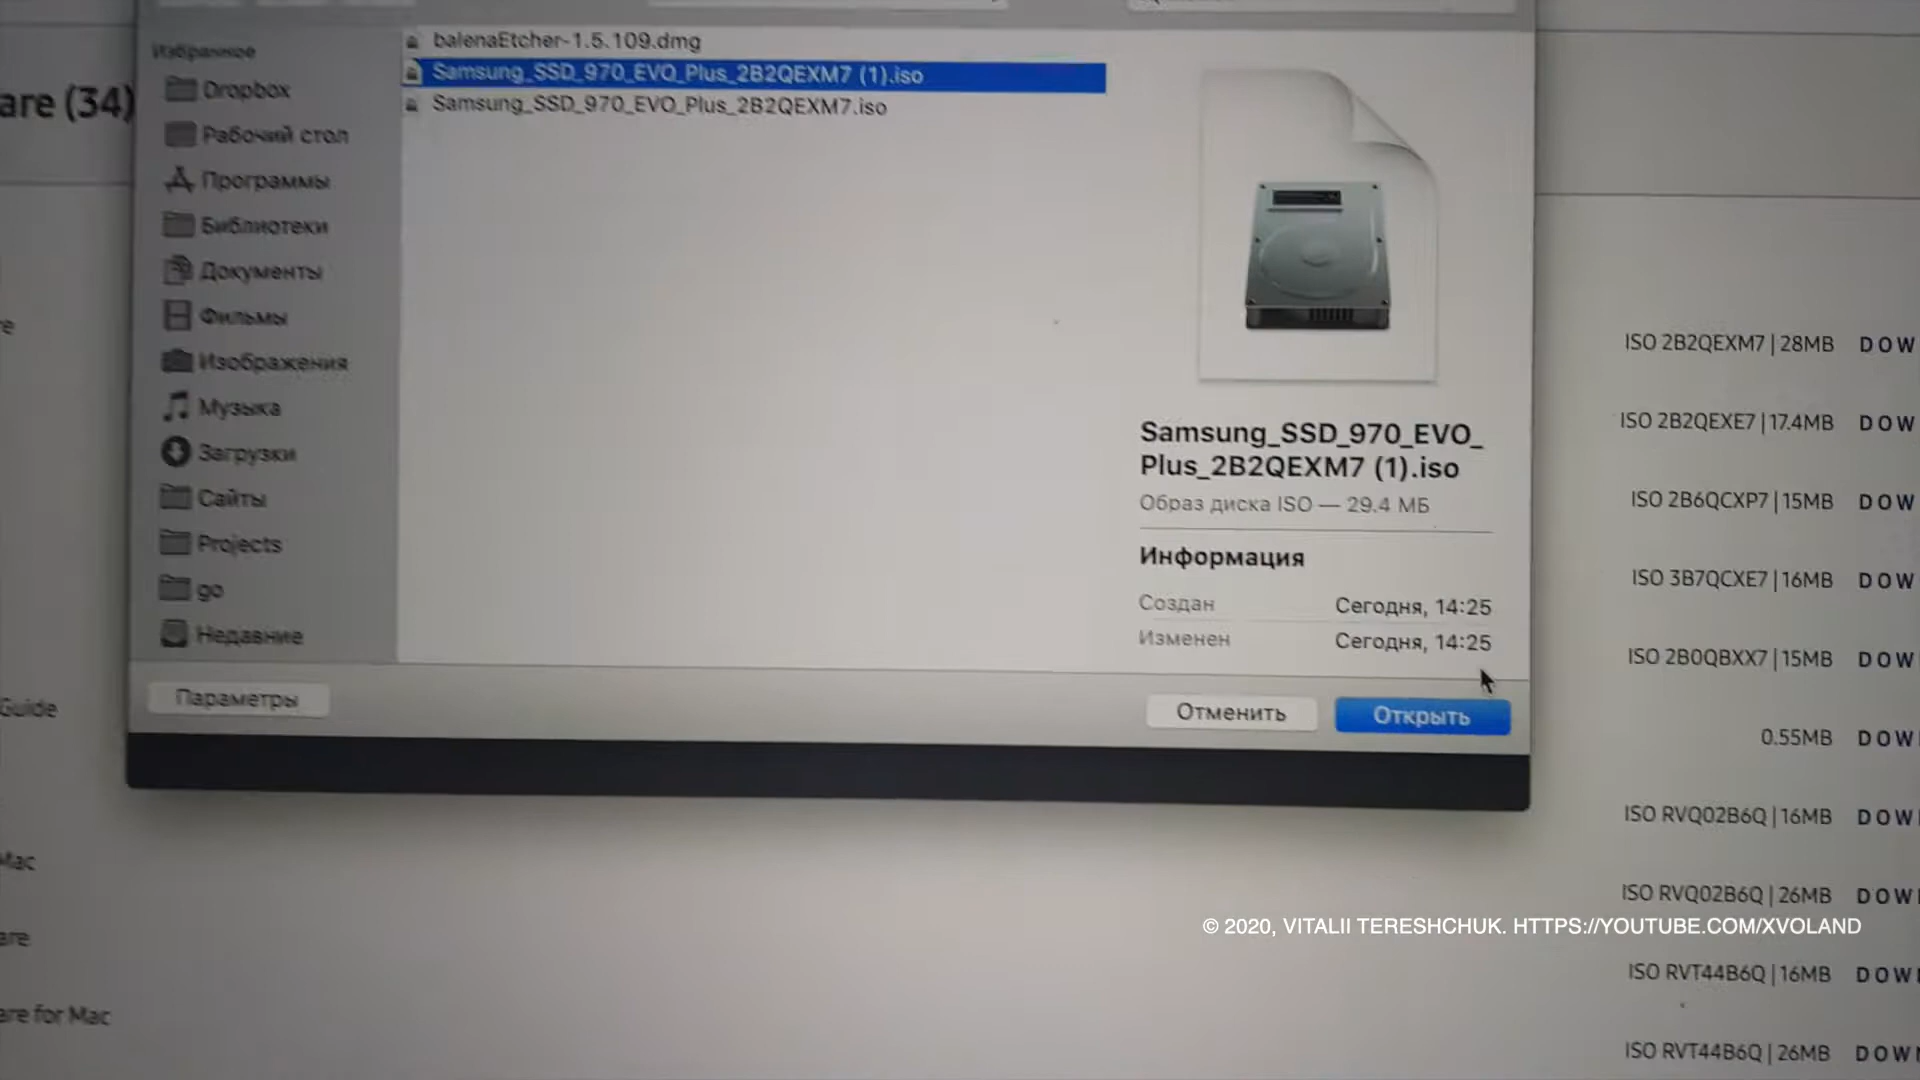 are (34)
Избранное
Dropbox
Рабочий стол
Программы
Библиотеки
Документы
Фильмы
Изображения
Музыка
Загрузки
Сайты
Projects
go
Недавние
balenaEtcher-1.5.109.dmg
Samsung_SSD_970_EVO_Plus_2B2QEXM7 (1).iso
Samsung_SSD_970_EVO_Plus_2B2QEXM7.iso
Samsung_SSD_970_EVO_
Plus_2B2QEXM7 (1).iso
Образ диска ISO — 29.4 МБ
Информация
Создан Сегодня, 14:25
Изменен Сегодня, 14:25
Параметры
Отменить
Открыть
Guide
Mac
are
are for Mac
ISO 2B2QEXM7 | 28MB DOW
ISO 2B2QEXE7 | 17.4MB DOW
ISO 2B6QCXP7 | 15MB DOW
ISO 3B7QCXE7 | 16MB DOW
ISO 2B0QBXX7 | 15MB DOW
0.55MB DOW
ISO RVQ02B6Q | 16MB DOW
ISO RVQ02B6Q | 26MB DOW
© 2020, VITALII TERESHCHUK. HTTPS://YOUTUBE.COM/XVOLAND
ISO RVT44B6Q | 16MB DOW
ISO RVT44B6Q | 26MB DOW